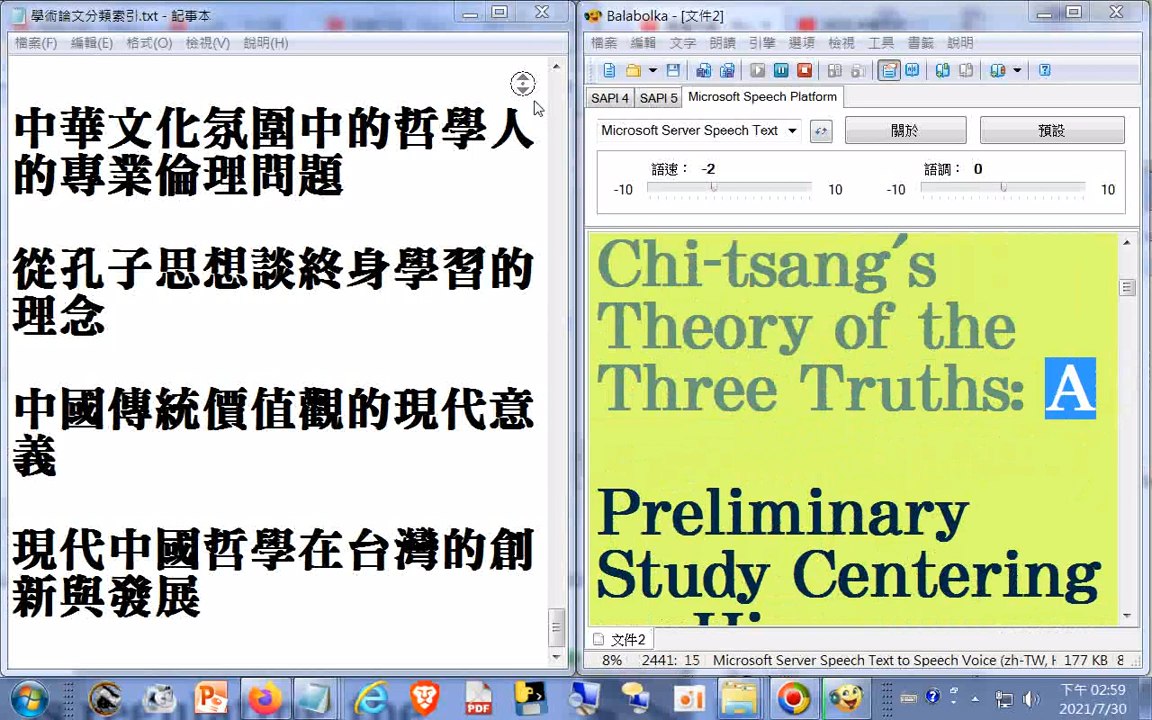 學術論文分類索引.txt - 記事本
檔案(F) 編輯(E) 格式(O) 檢視(V) 說明(H)
中華文化氛圍中的哲學人
的專業倫理問題
從孔子思想談終身學習的
理念
中國傳統價值觀的現代意
義
現代中國哲學在台灣的創
新與發展
Balabolka - [文件2]
檔案 編輯 文字 朗讀 引擎 選項 檢視 工具 書籤 說明
SAPI 4 SAPI 5 Microsoft Speech Platform
Microsoft Server Speech Text 關於 預設
語速： -2 語調： 0
-10 10 -10 10
Chi-tsang´s
Theory of the
Three Truths: A
Preliminary
Study Centering
文件2
8% 2441: 15 Microsoft Server Speech Text to Speech Voice (zh-TW, H 177 KB 8
PDF
下午 02:59
2021/7/30